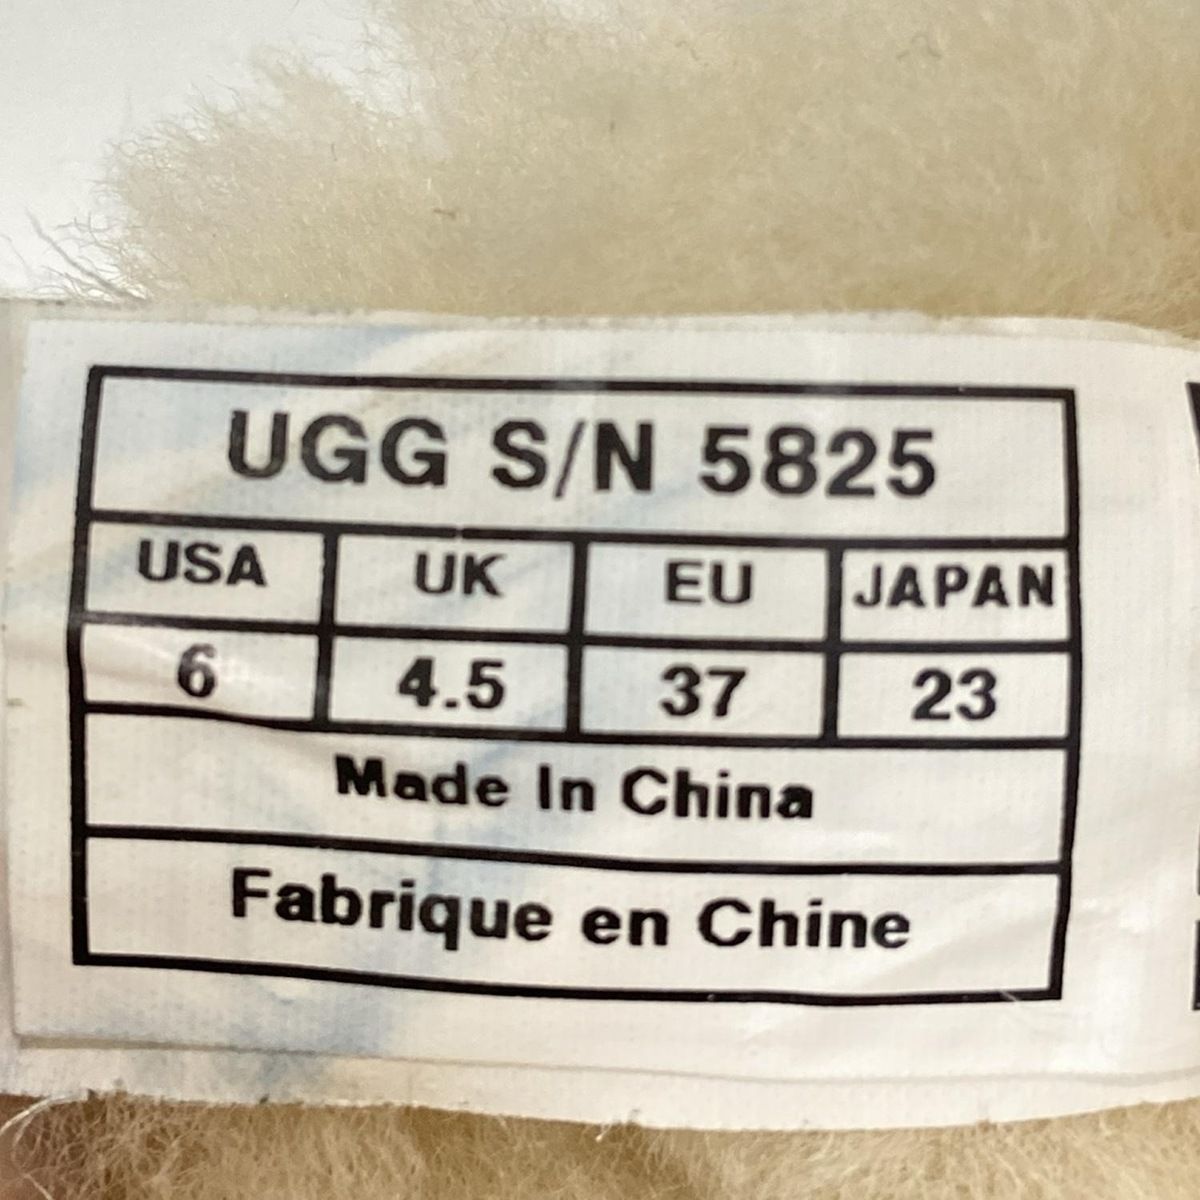 UGG S/N 5825
USA UK EU JAPAN
6 4.5 37 23
Made In China
Fabrique en Chine